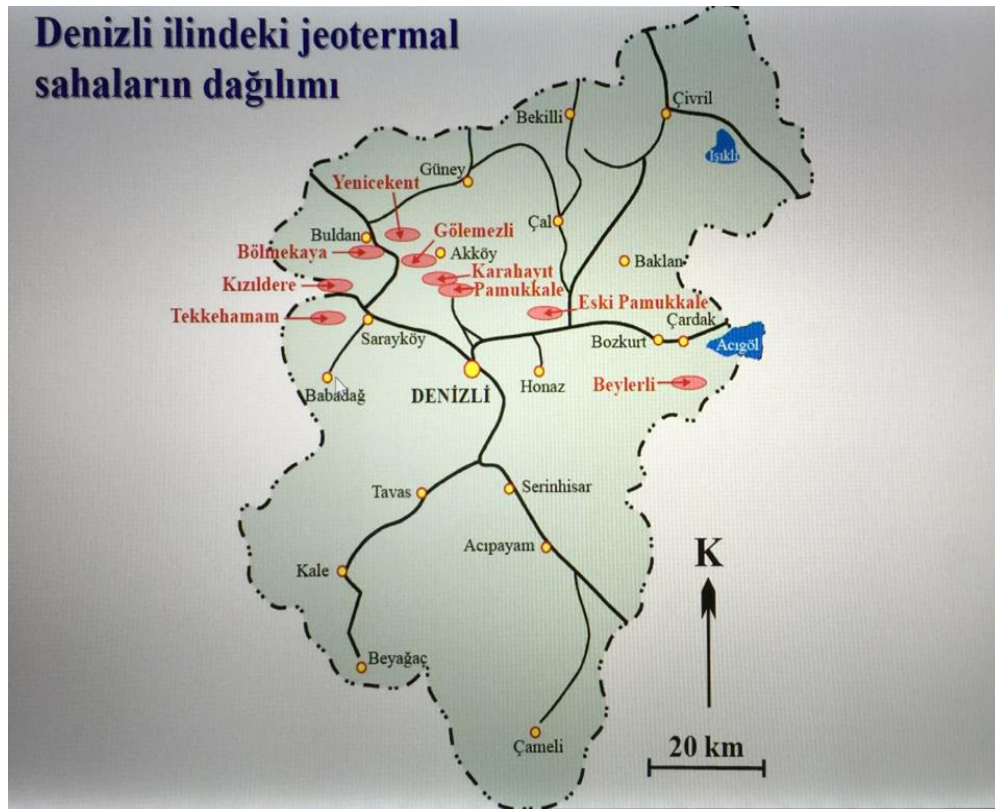 Denizli ilindeki jeotermal
sahaların dağılımı
Çivril
Bekilli
Işıklı
Güney
Yenicekent
Çal
Gölemezli
Buldan
Akköy
Bölmekaya
Baklan
Karahayıt
Kızıldere
Pamukkale
Eski Pamukkale
Tekkehamam
Çardak
Sarayköy
Bozkurt
Acıgöl
Beylerli
Honaz
Babadağ
DENİZLİ
Tavas
Serinhisar
Acıpayam
K
Kale
Beyağaç
Çameli
20 km